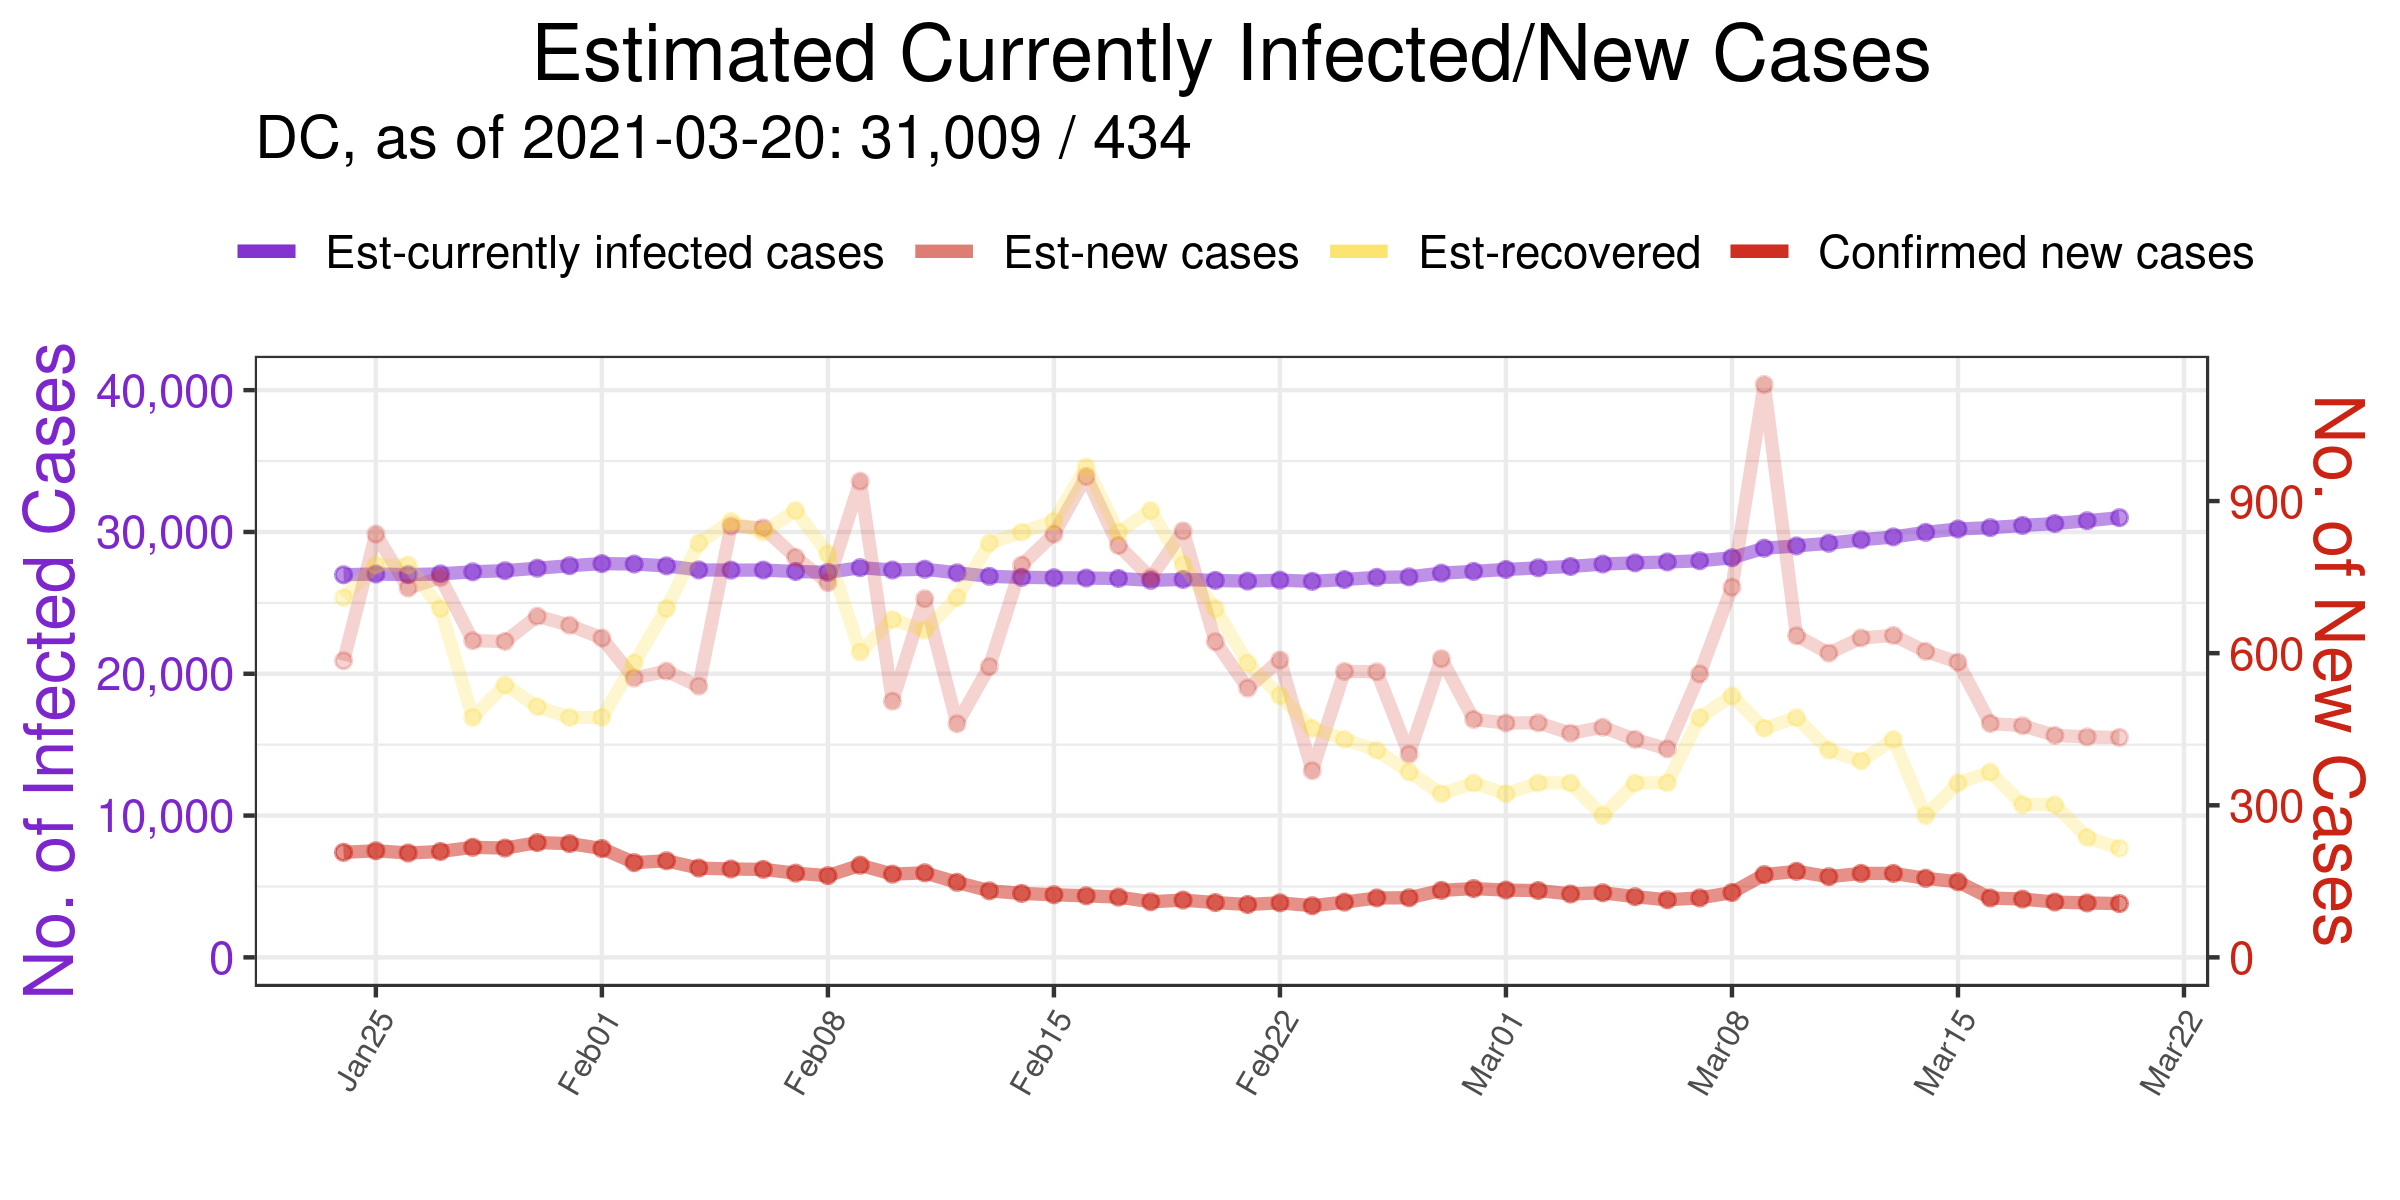 Estimated Currently Infected/New Cases
DC, as of 2021-03-20: 31,009 / 434
Est-currently infected cases Est-new cases Est-recovered Confirmed new cases
No. of Infected Cases
40,000
30,000
20,000
10,000
0
No. of New Cases
900
600
300
0
Jan25
Feb01
Feb08
Feb15
Feb22
Mar01
Mar08
Mar15
Mar22